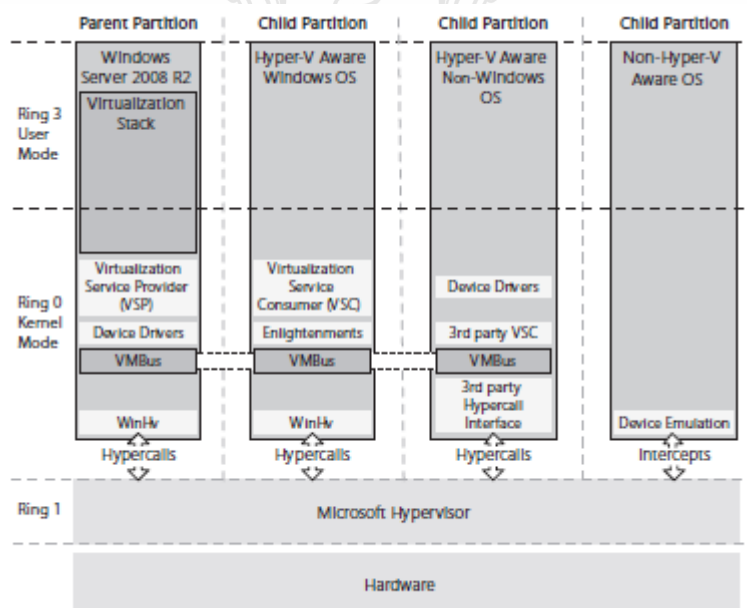 Parent Partition
Child Partition
Child Partition
Child Partition
Windows
Server 2008 R2
Virtualization
Stack
Hyper-V Aware
Windows OS
Hyper-V Aware
Non-Windows
OS
Non-Hyper-V
Aware OS
Ring 3
User
Mode
Ring 0
Kernel
Mode
Virtualization
Service Provider
(VSP)
Device Drivers
VMBus
WinHv
Virtualization
Service
Consumer (VSC)
Enlightenments
VMBus
WinHv
Device Drivers
3rd party VSC
VMBus
3rd party
Hypercall
Interface
Device Emulation
Hypercalls
Hypercalls
Hypercalls
Intercepts
Ring 1
Microsoft Hypervisor
Hardware